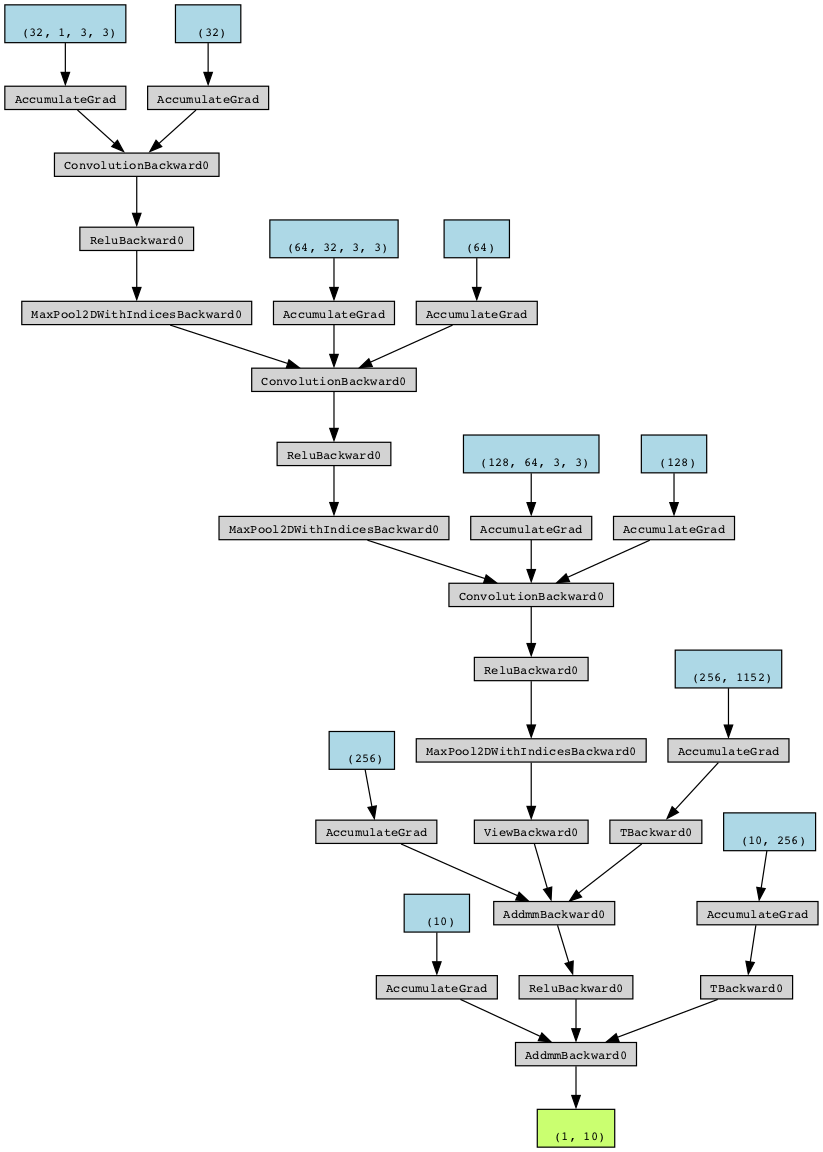 (32, 1, 3, 3)
(32)
AccumulateGrad
AccumulateGrad
ConvolutionBackward0
ReluBackward0
(64, 32, 3, 3)
(64)
MaxPool2DWithIndicesBackward0
AccumulateGrad
AccumulateGrad
ConvolutionBackward0
ReluBackward0
(128, 64, 3, 3)
(128)
MaxPool2DWithIndicesBackward0
AccumulateGrad
AccumulateGrad
ConvolutionBackward0
ReluBackward0
(256, 1152)
MaxPool2DWithIndicesBackward0
AccumulateGrad
(256)
AccumulateGrad
ViewBackward0
TBackward0
(10, 256)
AddmmBackward0
AccumulateGrad
(10)
AccumulateGrad
ReluBackward0
TBackward0
AddmmBackward0
(1, 10)